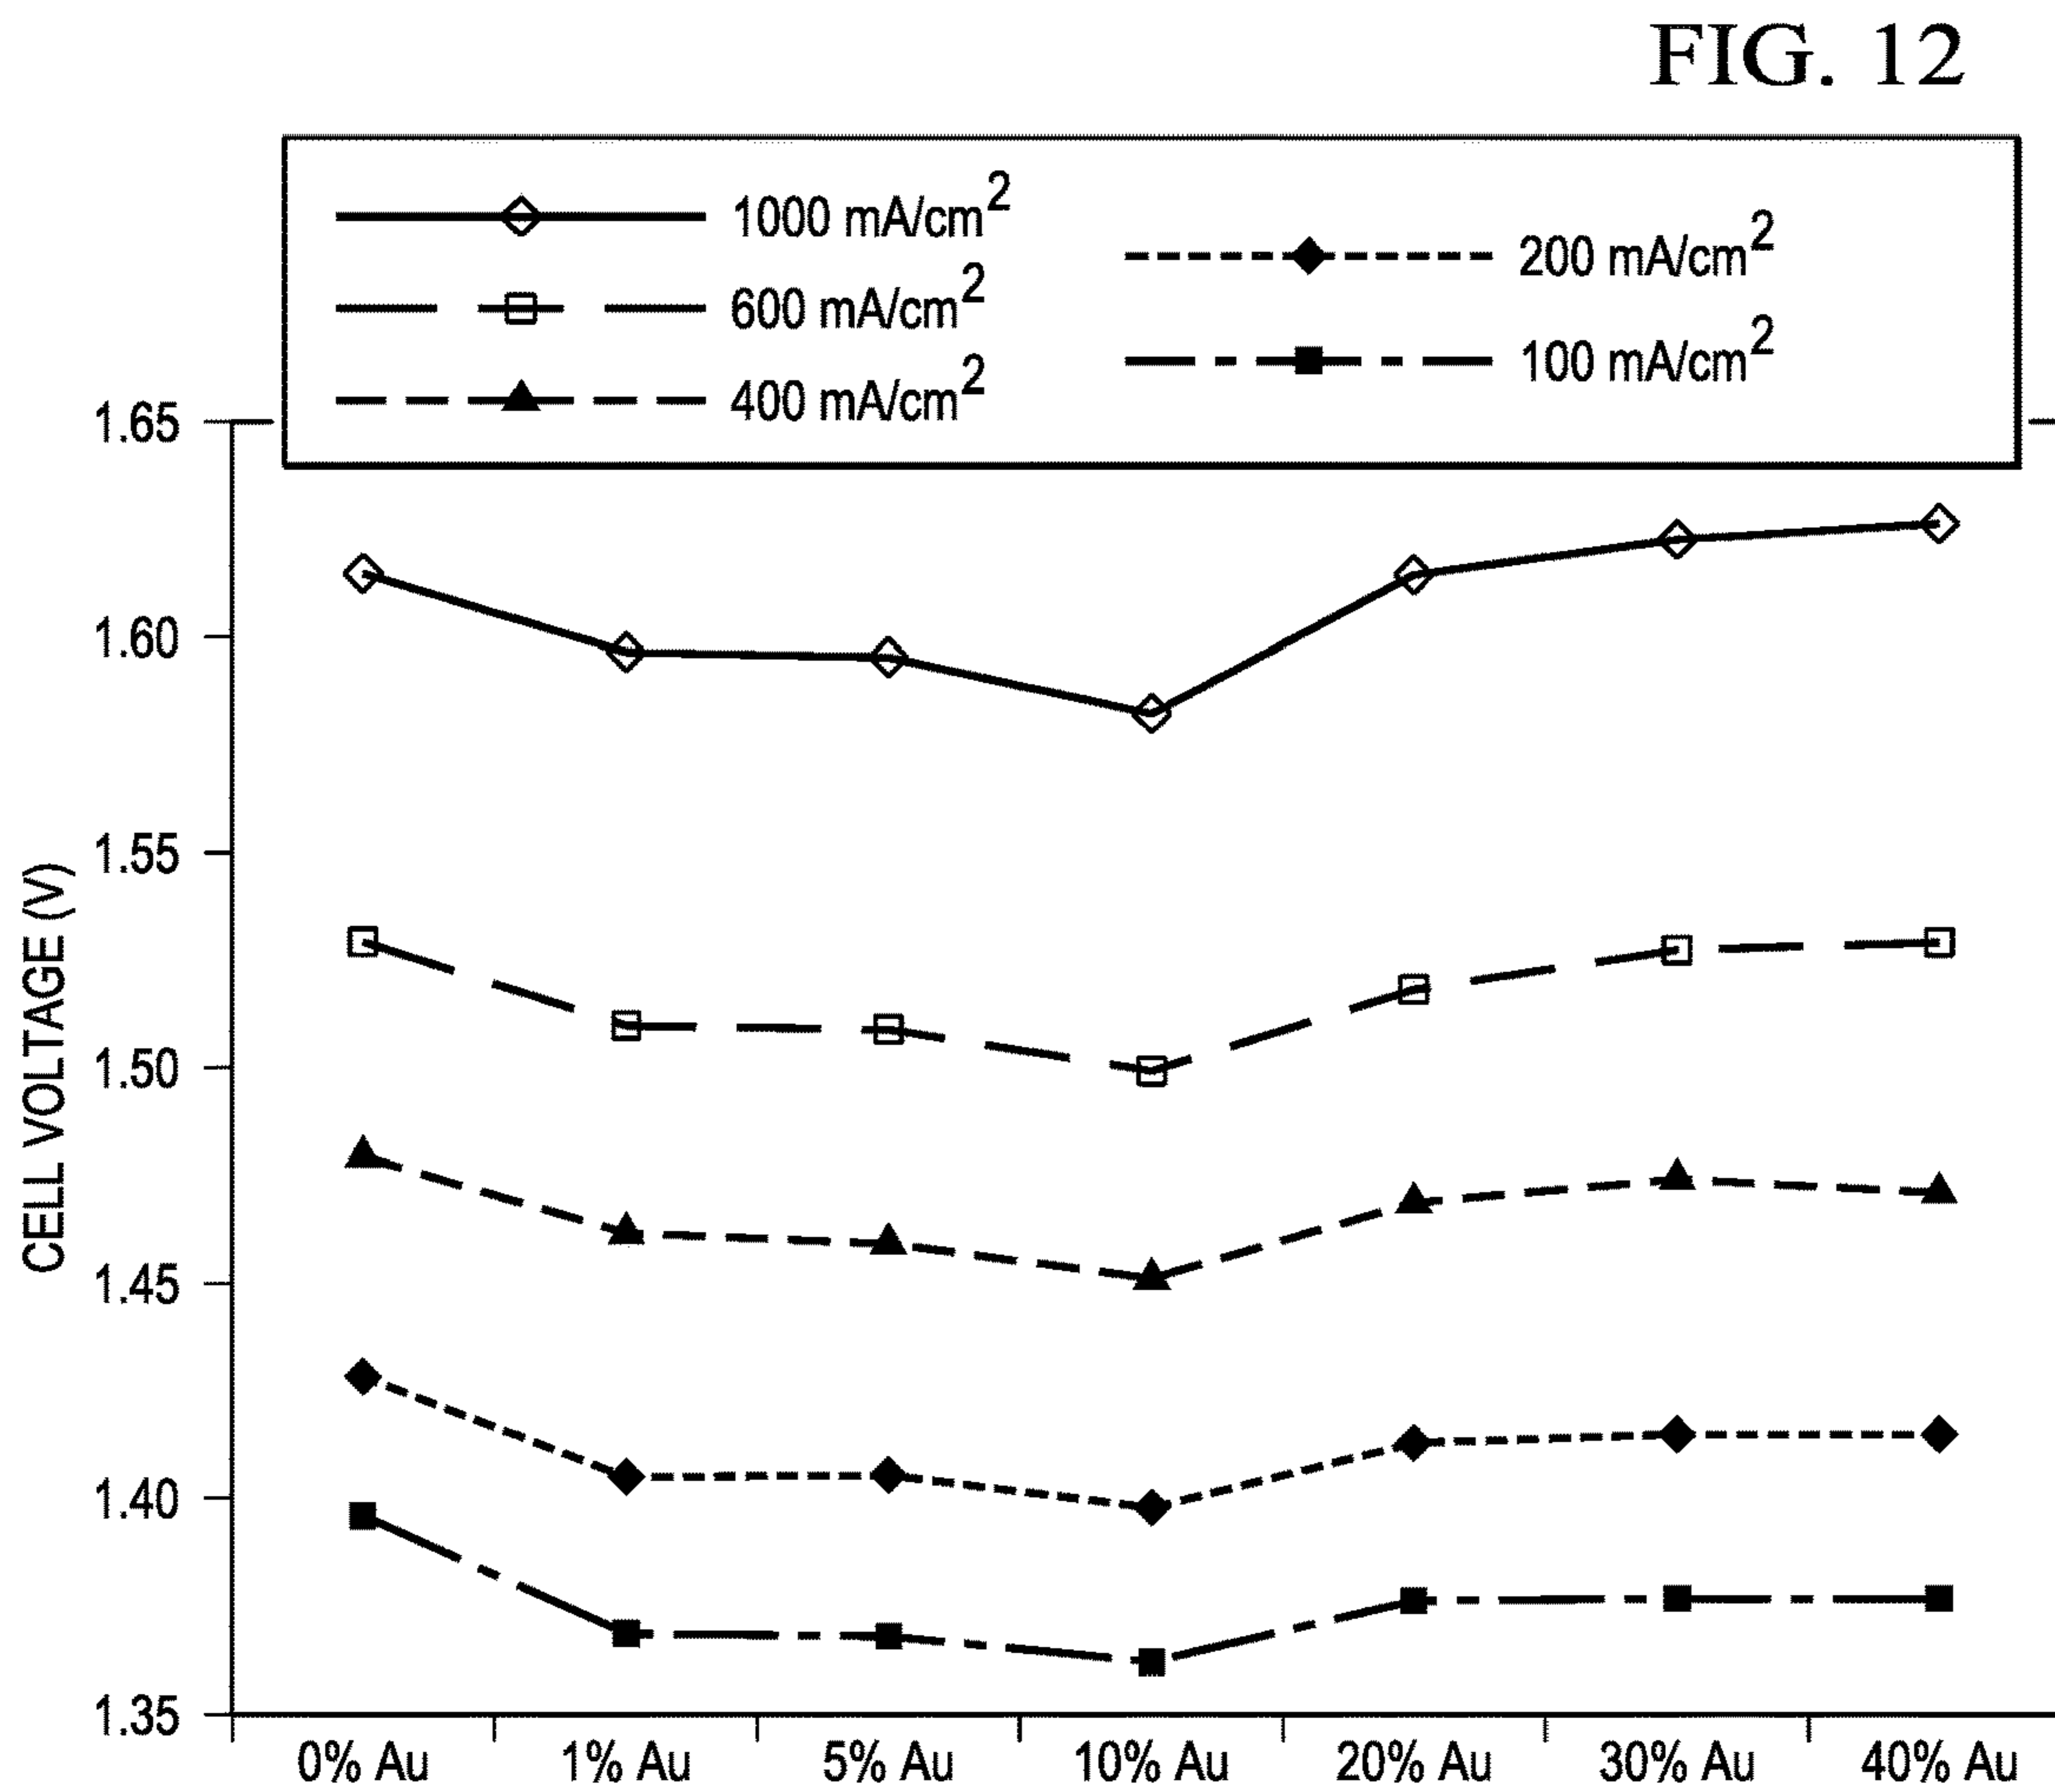 FIG. 12
1000 mA/cm²
600 mA/cm²
400 mA/cm²
200 mA/cm²
100 mA/cm²
CELL VOLTAGE (V)
1.65
1.60
1.55
1.50
1.45
1.40
1.35
0% Au 1% Au 5% Au 10% Au 20% Au 30% Au 40% Au